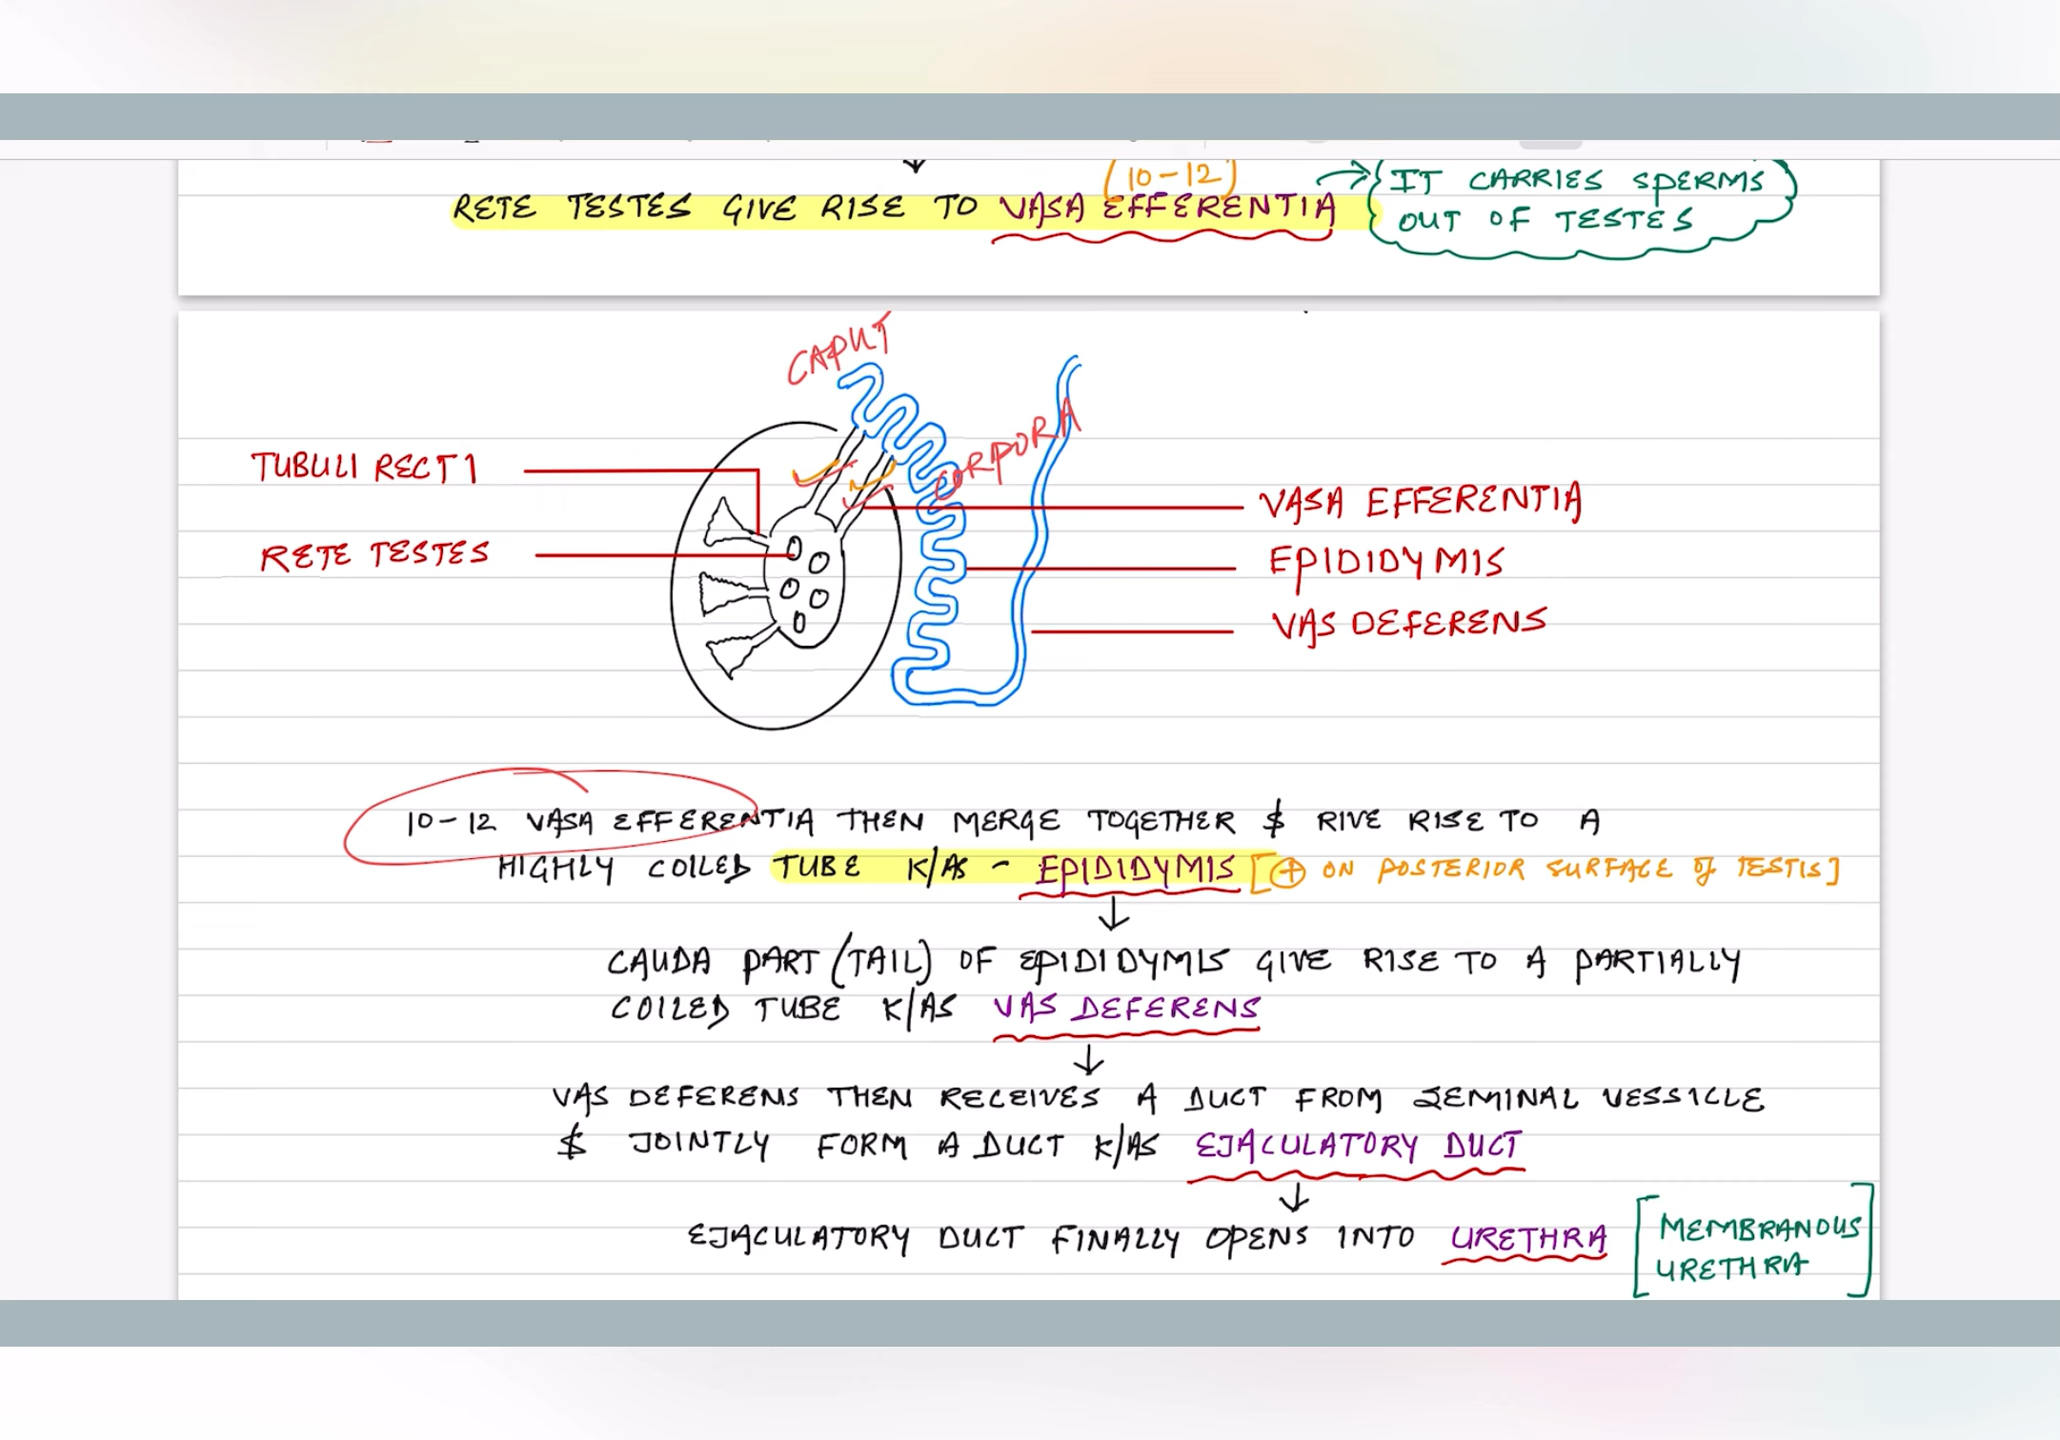 (10-12)
RETE TESTES GIVE RISE TO VASA EFFERENTIA
IT CARRIES SPERMS
OUT OF TESTES
CAPUT
CORPORA
TUBULI RECTI
RETE TESTES
VASA EFFERENTIA
EPIDIDYMIS
VAS DEFERENS
10-12 VASA EFFERENTIA THEN MERGE TOGETHER $ RIVE RISE TO A
HIGHLY COILED TUBE K/AS - EPIDIDYMIS [⊕ ON POSTERIOR SURFACE OF TESTIS]
↓
CAUDA PART (TAIL) OF EPIDIDYMIS GIVE RISE TO A PARTIALLY
COILED TUBE K/AS VAS DEFERENS
↓
VAS DEFERENS THEN RECEIVES A DUCT FROM SEMINAL VESSICLE
$ JOINTLY FORM A DUCT K/AS EJACULATORY DUCT
↓
EJACULATORY DUCT FINALLY OPENS INTO URETHRA [MEMBRANOUS
URETHRA]